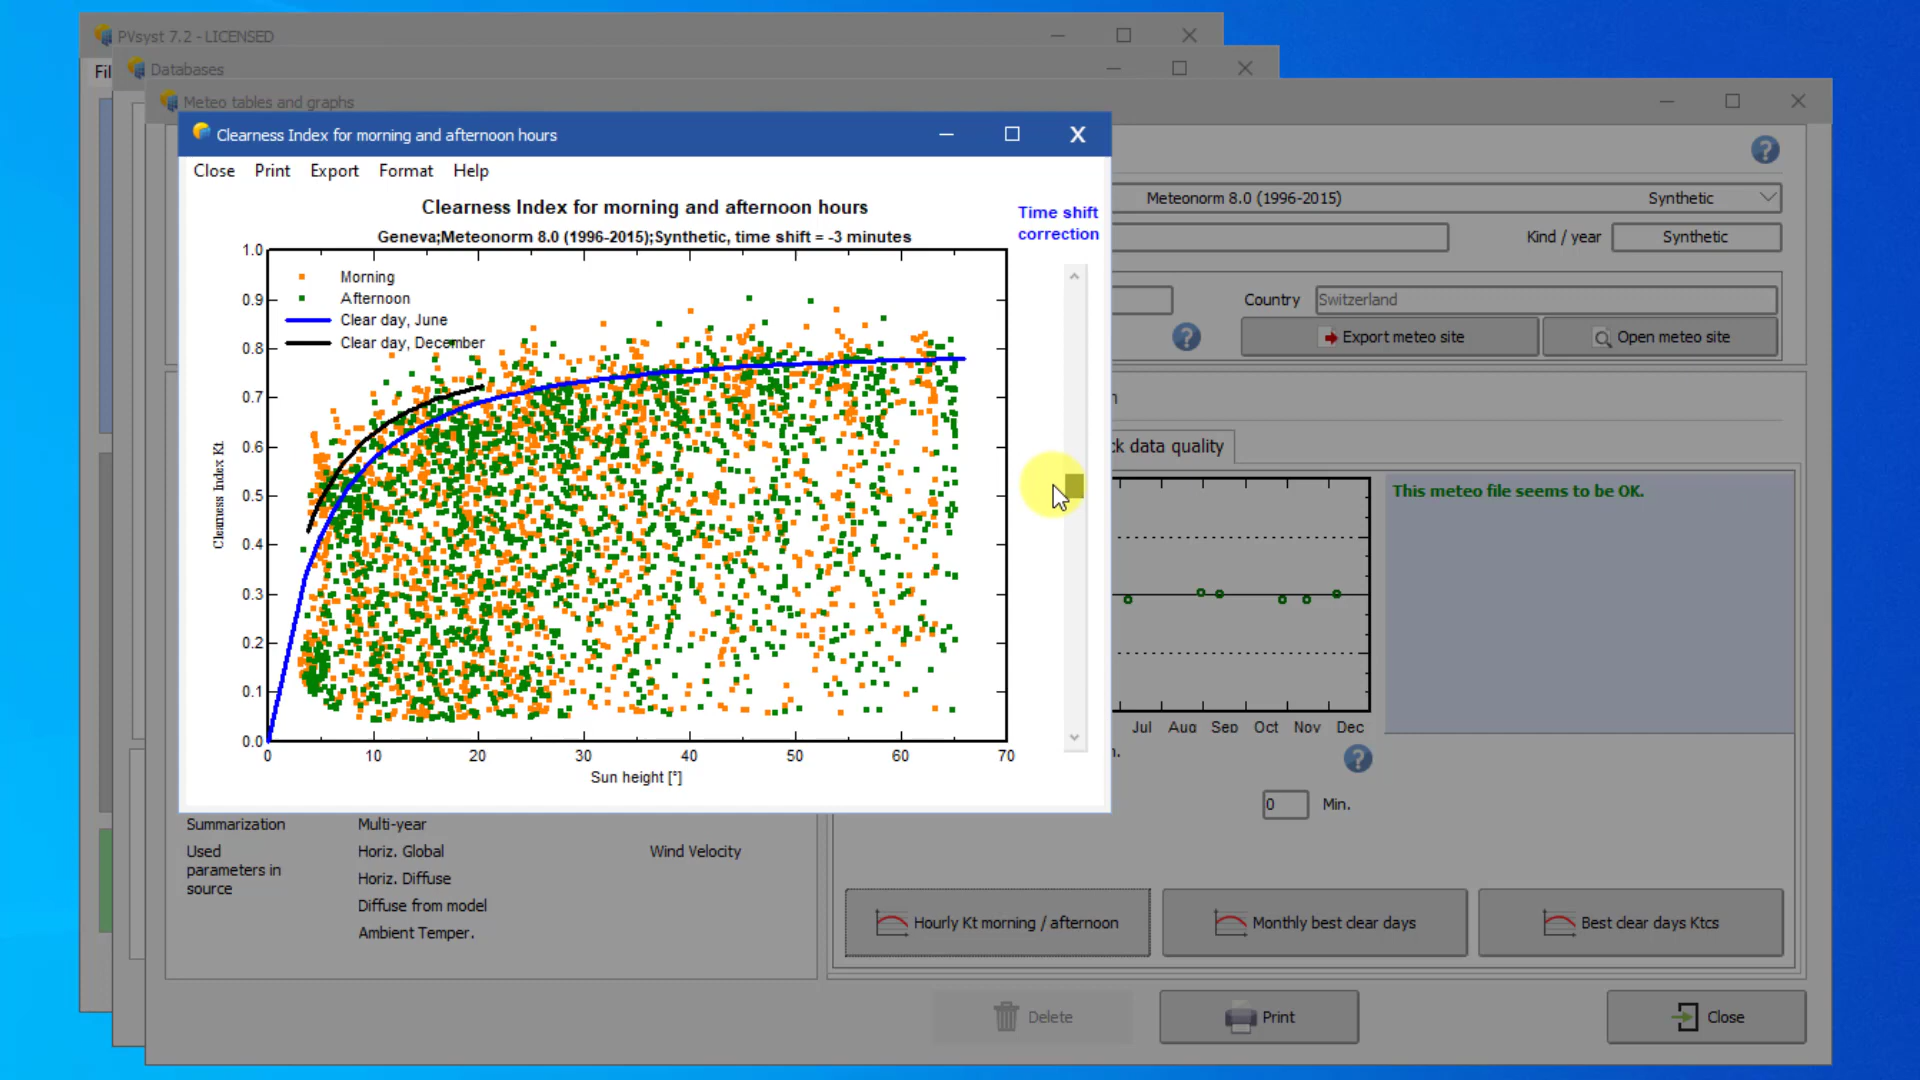 PVsyst 7.2 - LICENSED
Fil
Databases
Meteo tables and graphs
Clearness Index for morning and afternoon hours
Close Print Export Format Help
Clearness Index for morning and afternoon hours
Geneva;Meteonorm 8.0 (1996-2015);Synthetic, time shift = -3 minutes
Time shift
correction
Morning
Afternoon
Clear day, June
Clear day, December
1.0
0.9
0.8
0.7
0.6
0.5
0.4
0.3
0.2
0.1
0.0
Clearness Index Kt
0 10 20 30 40 50 60 70
Sun height [°]
Meteonorm 8.0 (1996-2015) Synthetic
Kind / year Synthetic
Country Switzerland
Export meteo site Open meteo site
ck data quality
This meteo file seems to be OK.
Jul Aug Sep Oct Nov Dec
0 Min.
Summarization Multi-year
Used
parameters in
source
Horiz. Global Wind Velocity
Horiz. Diffuse
Diffuse from model
Ambient Temper.
Hourly Kt morning / afternoon Monthly best clear days Best clear days Ktcs
Delete Print Close